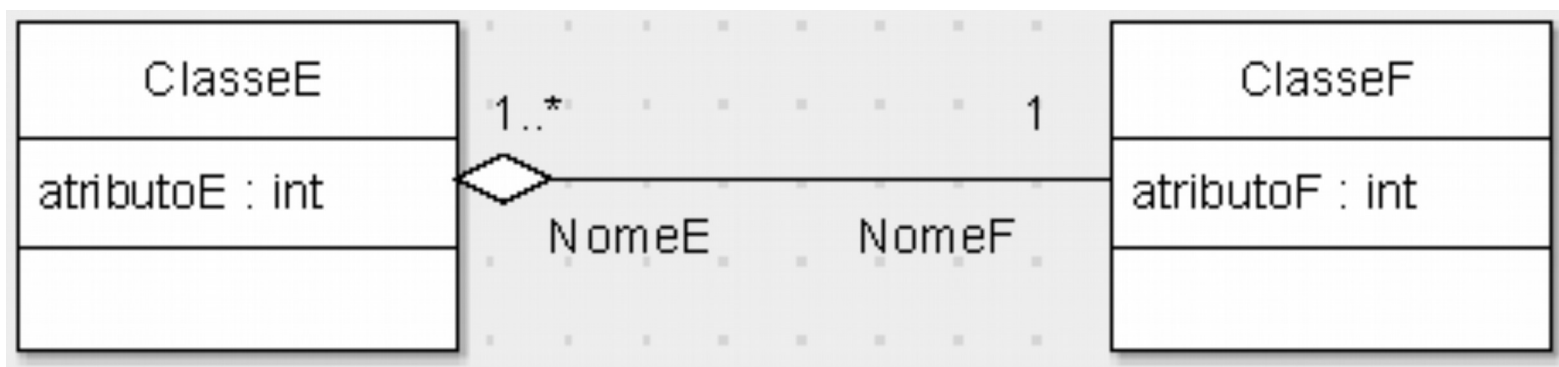 ClasseE
atributoE : int
1..*
1
NomeE
NomeF
ClasseF
atributoF : int